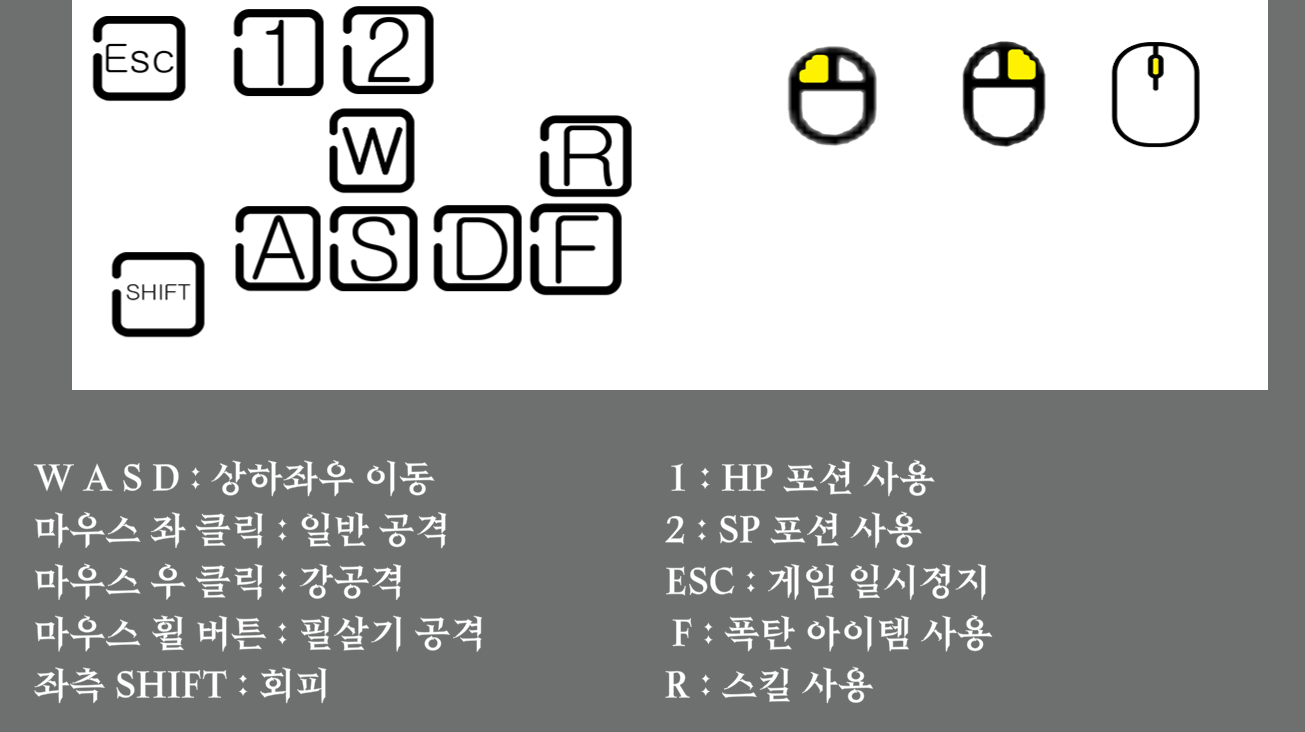 Esc
1
2
W
R
A
S
D
F
SHIFT
W A S D : 상하좌우 이동
마우스 좌 클릭 : 일반 공격
마우스 우 클릭 : 강공격
마우스 휠 버튼 : 필살기 공격
좌측 SHIFT : 회피
1 : HP 포션 사용
2 : SP 포션 사용
ESC : 게임 일시정지
F : 폭탄 아이템 사용
R : 스킬 사용